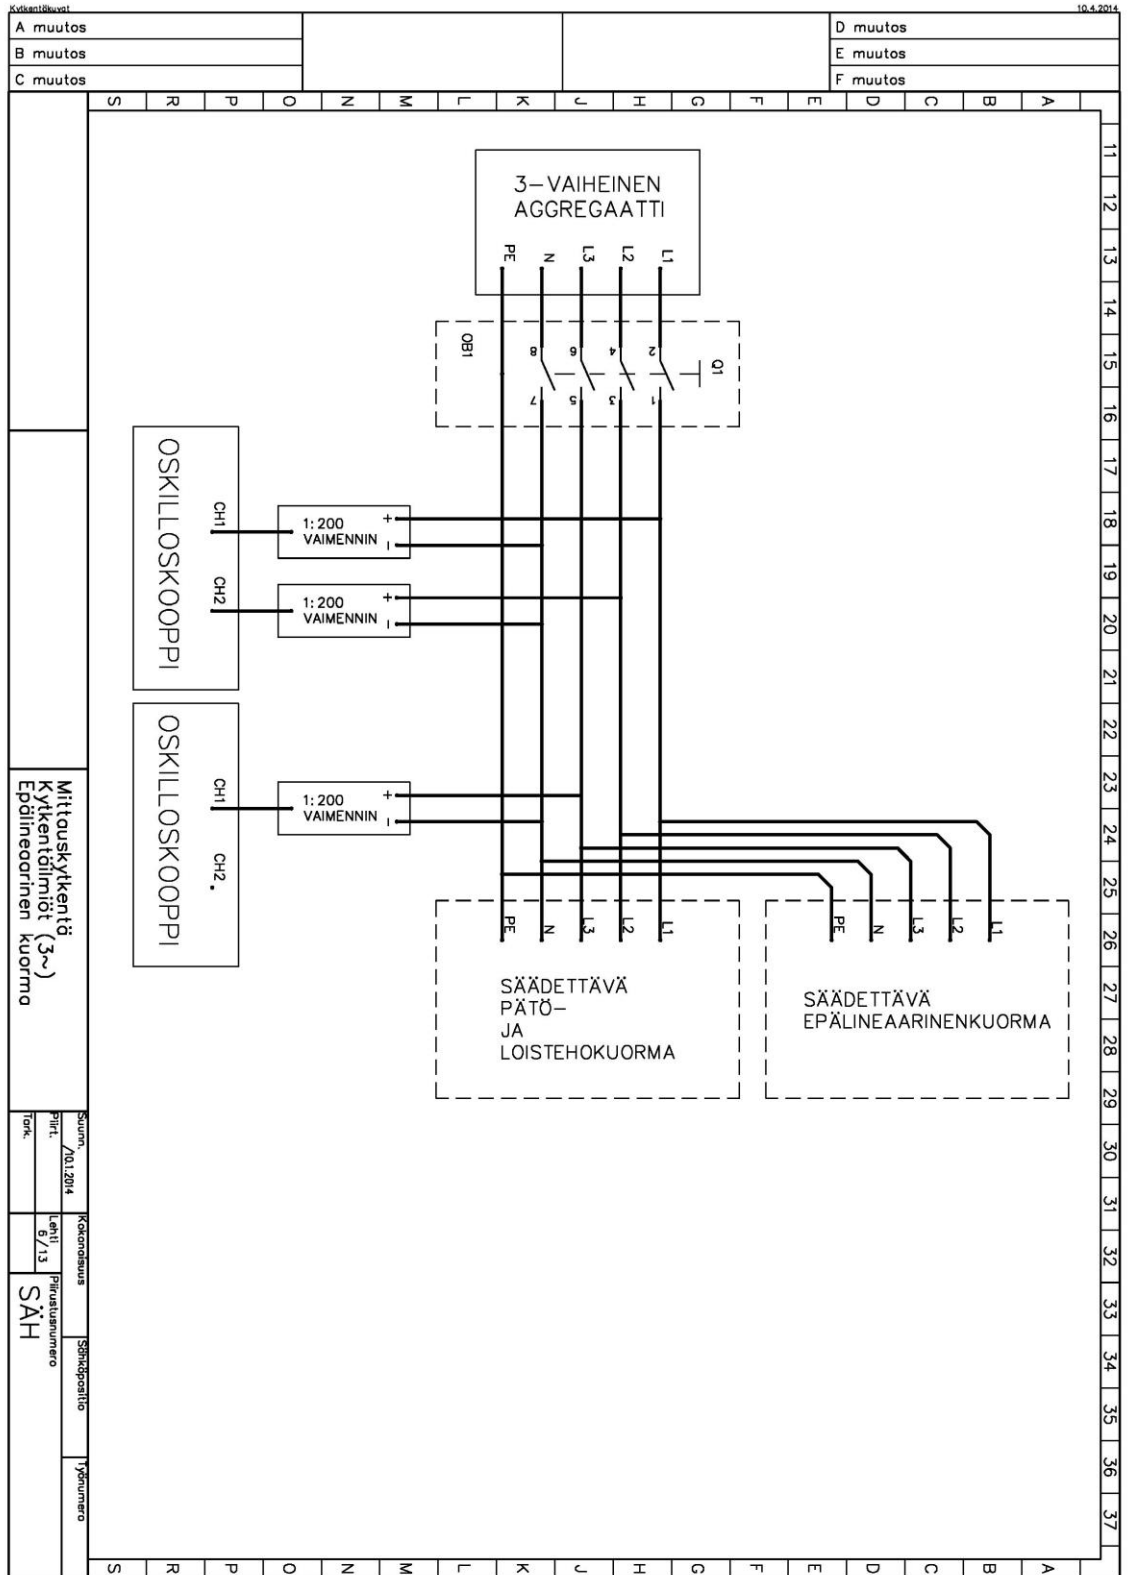 Kytkentäkuvat
10.4.2014
A muutos
B muutos
C muutos
D muutos
E muutos
F muutos
S R P O N M L K J H G F E D C B A
11
12
13
14
15
16
17
18
19
20
21
22
23
24
25
26
27
28
29
30
31
32
33
34
35
36
37
3-VAIHEINEN
AGGREGAATTI
PE N L3 L2 L1
OB1
8 6 4 2
Q1
7 5 3 1
OSKILLOSKOOPPI
CH1
CH2
1:200
VAIMENNIN
+
-
1:200
VAIMENNIN
+
-
OSKILLOSKOOPPI
CH1
CH2
1:200
VAIMENNIN
+
-
PE N L3 L2 L1
SÄÄDETTÄVÄ
PÄTÖ-
JA
LOISTEHOKUORMA
PE N L3 L2 L1
SÄÄDETTÄVÄ
EPÄLINEAARINENKUORMA
Mittauskytkentä
Kytkentäilmiöt (3~)
Epälineaarinen kuorma
Suunn.
/10.1.2014
Piirt.
Tark.
Kokonaisuus
Sähköpositio
Työnumero
Lehti
6/13
Piirustusnumero
SÄH
S R P O N M L K J H G F E D C B A